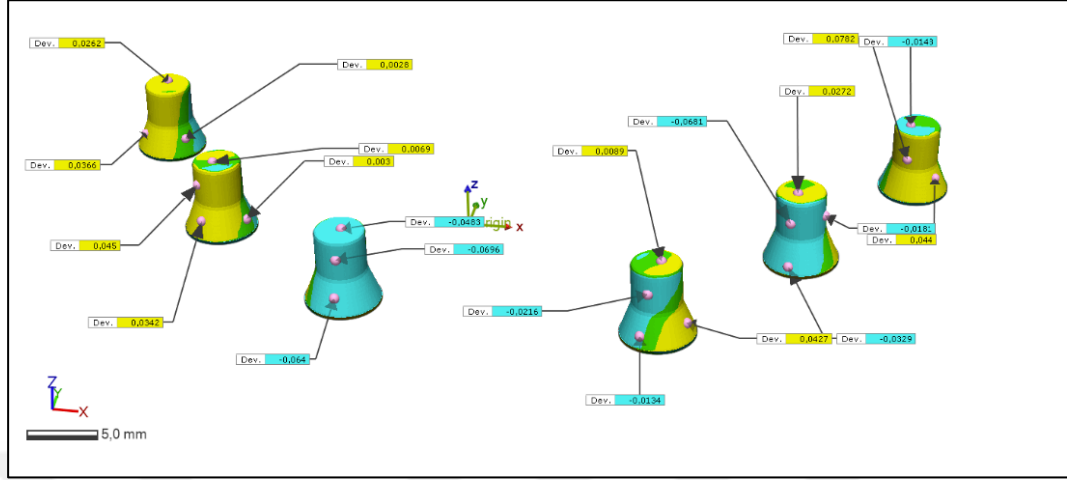 Dev. 0,0262
Dev. 0,0028
Dev. 0,0366
Dev. 0,0069
Dev. 0,003
Dev. 0,045
Dev. 0,0342
Dev. -0,0483
Dev. -0,0696
Dev. -0,064
z
y
rigin
x
Dev. 0,0782
Dev. -0,0149
Dev. 0,0272
Dev. -0,0681
Dev. 0,0089
Dev. -0,0181
Dev. 0,044
Dev. -0,0216
Dev. 0,0427
Dev. -0,0329
Dev. -0,0134
Z
Y
X
5,0 mm